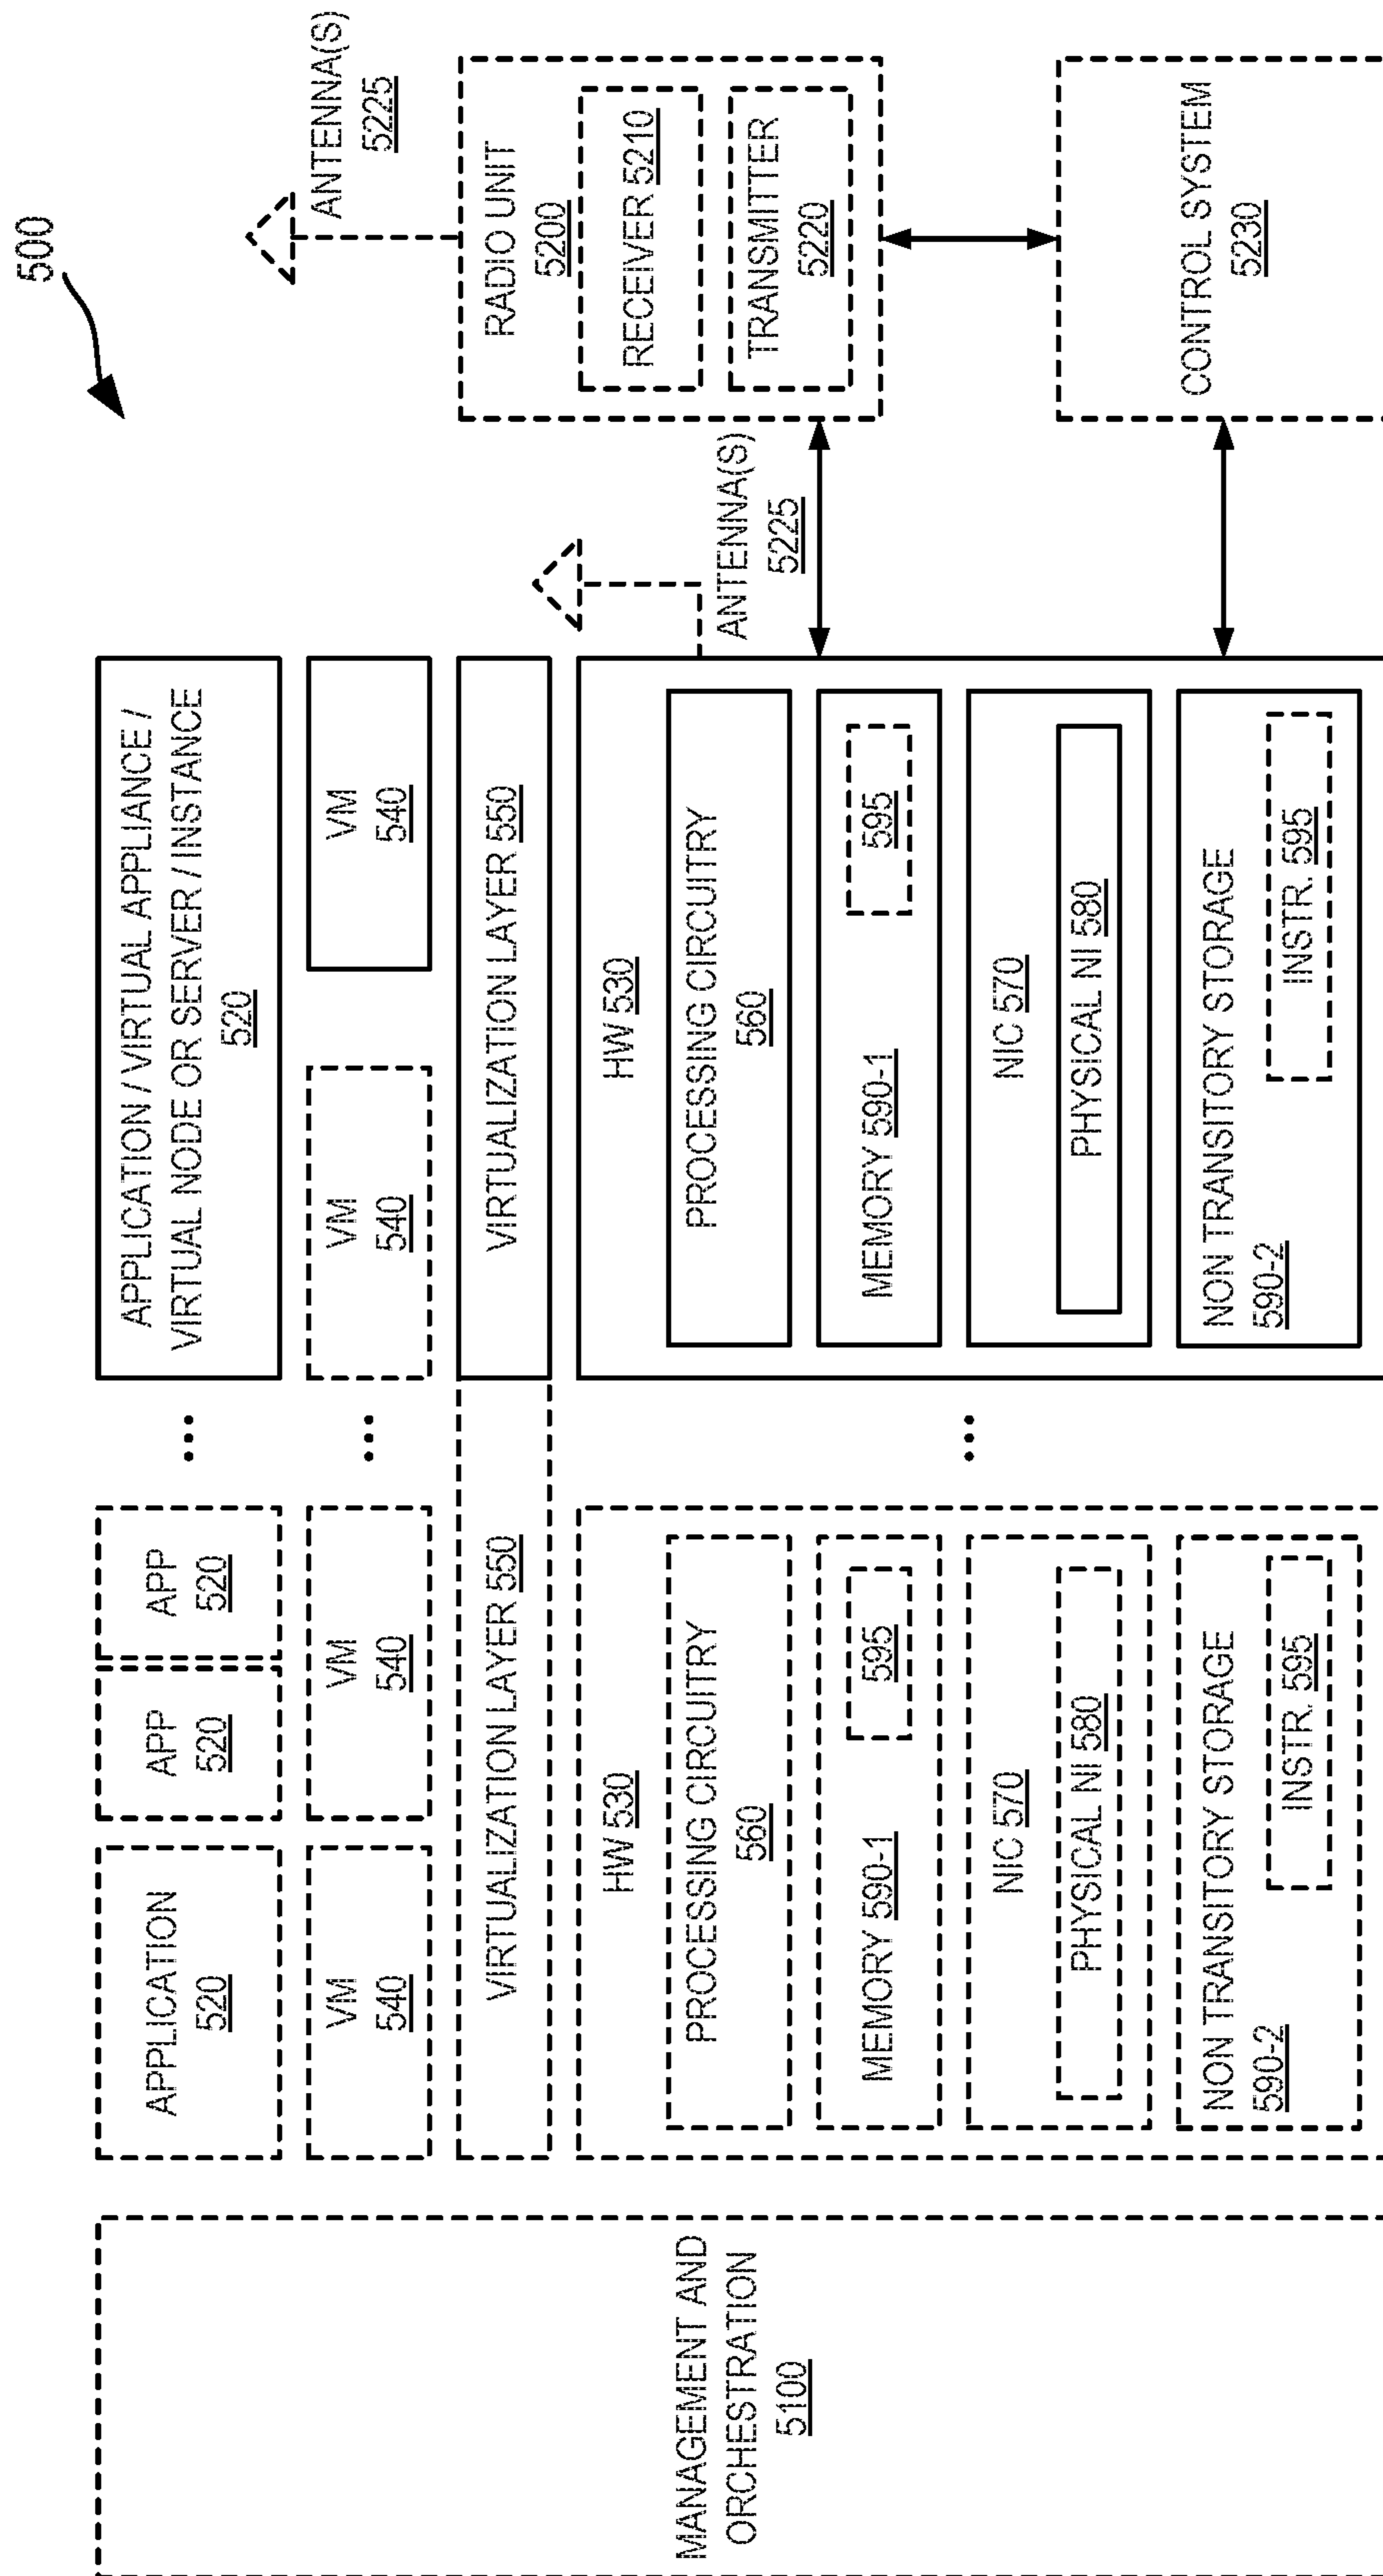 500
MANAGEMENT AND
ORCHESTRATION
5100
APPLICATION
520
APP
520
APP
520
...
APPLICATION / VIRTUAL APPLIANCE /
VIRTUAL NODE OR SERVER / INSTANCE
520
VM
540
VM
540
...
VM
540
VM
540
VIRTUALIZATION LAYER 550
VIRTUALIZATION LAYER 550
HW 530
PROCESSING CIRCUITRY
560
MEMORY 590-1
595
NIC 570
PHYSICAL NI 580
NON TRANSITORY STORAGE
590-2
INSTR. 595
...
HW 530
PROCESSING CIRCUITRY
560
MEMORY 590-1
595
NIC 570
PHYSICAL NI 580
NON TRANSITORY STORAGE
590-2
INSTR. 595
ANTENNA(S)
5225
ANTENNA(S)
5225
RADIO UNIT
5200
RECEIVER 5210
TRANSMITTER
5220
CONTROL SYSTEM
5230